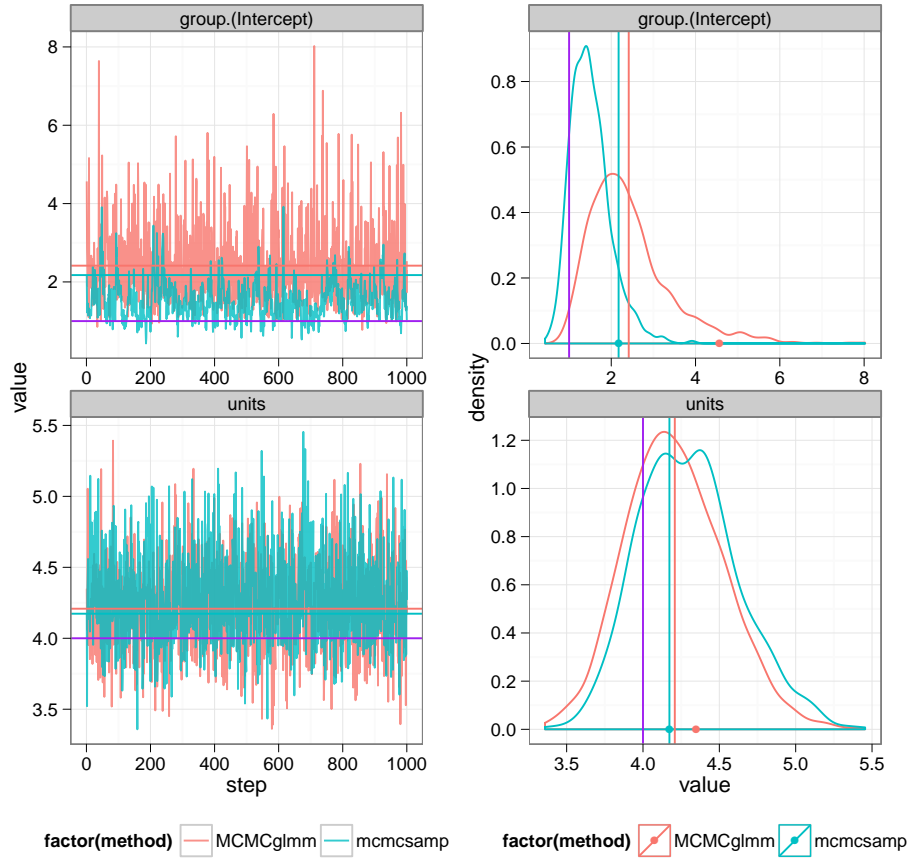 group.(Intercept)
value
8
6
4
2
0 200 400 600 800 1000
units
5.5
5.0
4.5
4.0
3.5
0 200 400 600 800 1000
step
factor(method) MCMCglmm mcmcsamp
group.(Intercept)
density
0.8
0.6
0.4
0.2
0.0
2 4 6 8
units
1.2
1.0
0.8
0.6
0.4
0.2
0.0
3.5 4.0 4.5 5.0 5.5
value
factor(method) MCMCglmm mcmcsamp